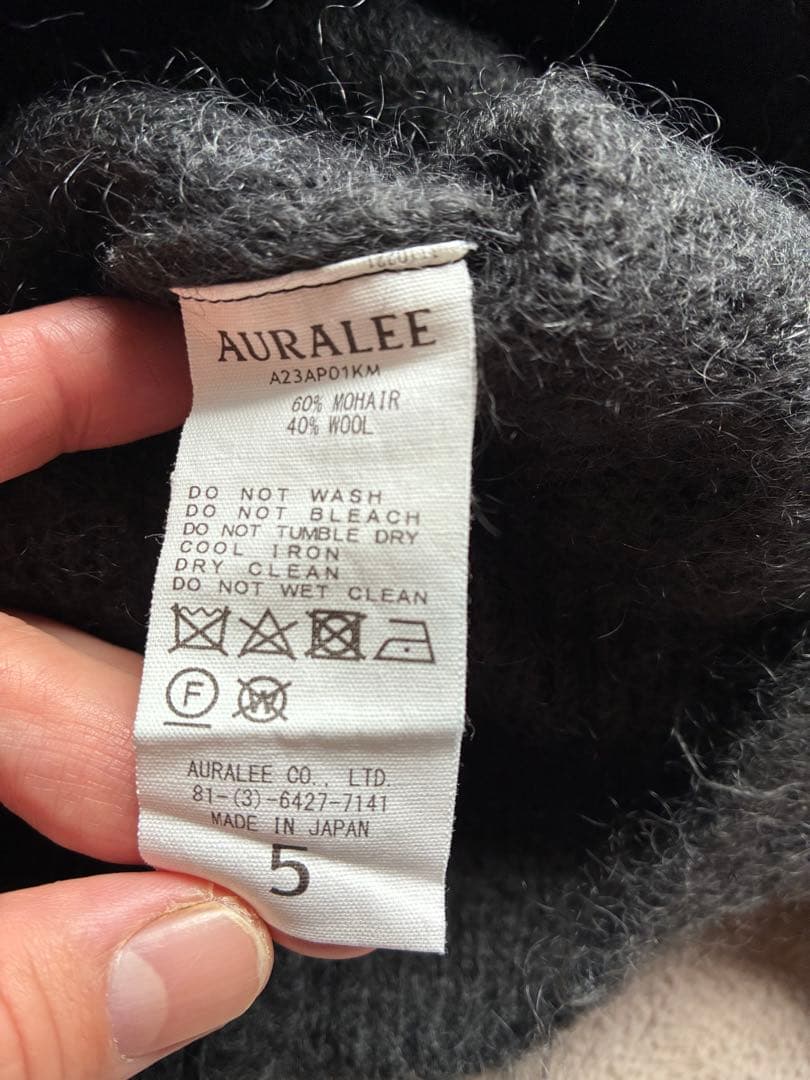 AURALEE
A23AP01KM
60% MOHAIR
40% WOOL
DO NOT WASH
DO NOT BLEACH
DO NOT TUMBLE DRY
COOL IRON
DRY CLEAN
DO NOT WET CLEAN
F W
AURALEE CO., LTD.
81-(3)-6427-7141
MADE IN JAPAN
5